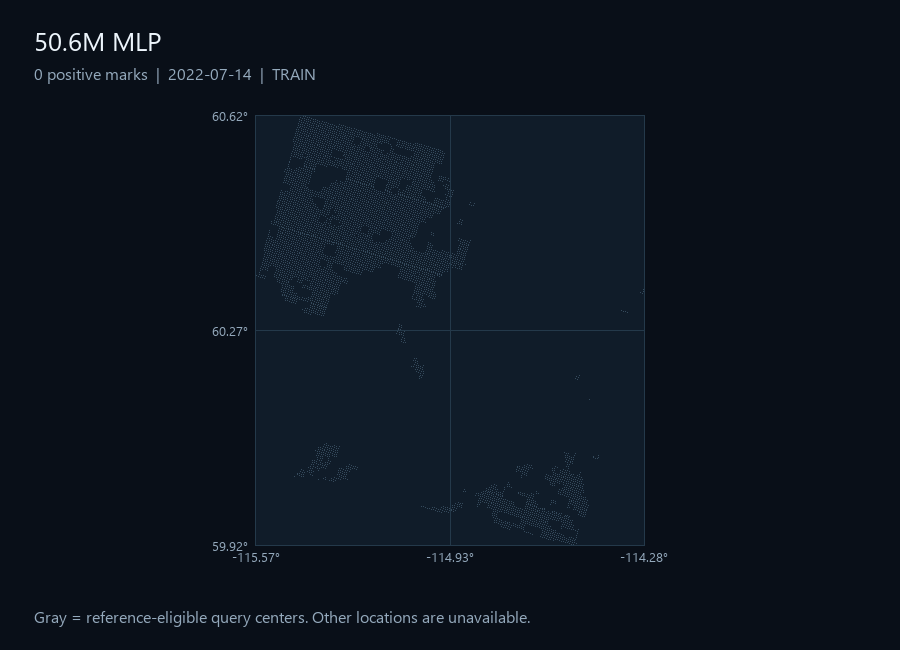 50.6M MLP
0 positive marks | 2022-07-14 | TRAIN
60.62°
60.27°
59.92°
-115.57°
-114.93°
-114.28°
Gray = reference-eligible query centers. Other locations are unavailable.